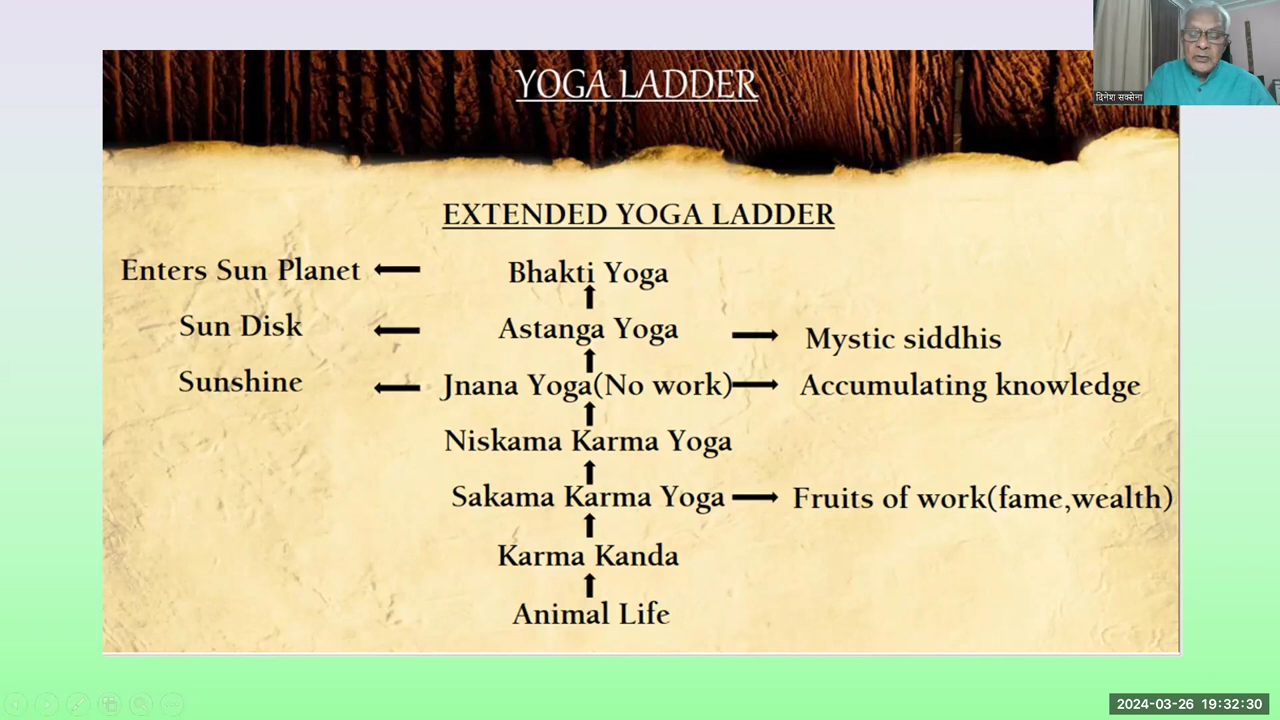 YOGA LADDER
दिनेश सक्सेना
EXTENDED YOGA LADDER
Enters Sun Planet Bhakti Yoga
Sun Disk Astanga Yoga Mystic siddhis
Sunshine Jnana Yoga(No work) Accumulating knowledge
Niskama Karma Yoga
Sakama Karma Yoga Fruits of work(fame,wealth)
Karma Kanda
Animal Life
2024-03-26 19:32:30